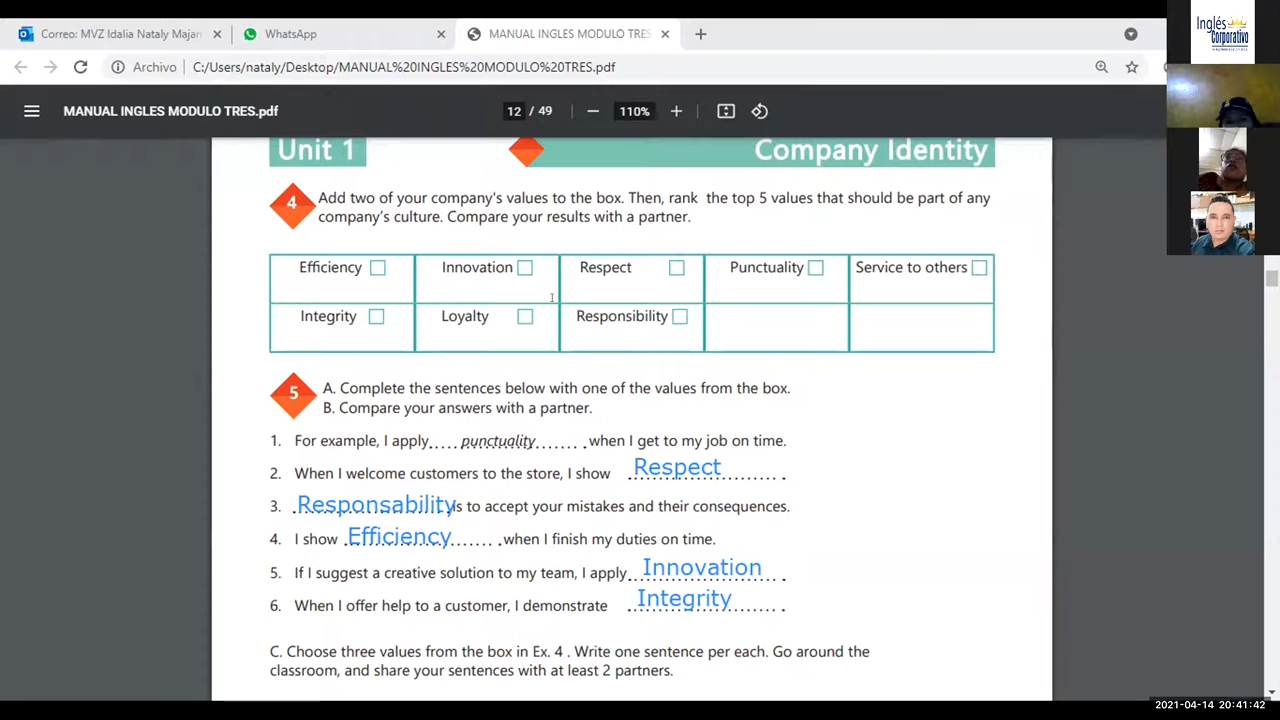 Correo: MVZ Idalia Nataly Majar
WhatsApp
MANUAL INGLES MODULO TRES
Inglés
Corporativo
Archivo
C:/Users/nataly/Desktop/MANUAL%20INGLES%20MODULO%20TRES.pdf
MANUAL INGLES MODULO TRES.pdf
12 / 49
110%
Unit 1
Company Identity
4
Add two of your company's values to the box. Then, rank the top 5 values that should be part of any
company's culture. Compare your results with a partner.
Efficiency
Innovation
Respect
Punctuality
Service to others
Integrity
Loyalty
Responsibility
5
A. Complete the sentences below with one of the values from the box.
B. Compare your answers with a partner.
1. For example, I apply.... punctuality....... .when I get to my job on time.
2. When I welcome customers to the store, I show Respect .
3. Responsability is to accept your mistakes and their consequences.
4. I show Efficiency when I finish my duties on time.
5. If I suggest a creative solution to my team, I apply Innovation .
6. When I offer help to a customer, I demonstrate Integrity .
C. Choose three values from the box in Ex. 4 . Write one sentence per each. Go around the
classroom, and share your sentences with at least 2 partners.
2021-04-14 20:41:42